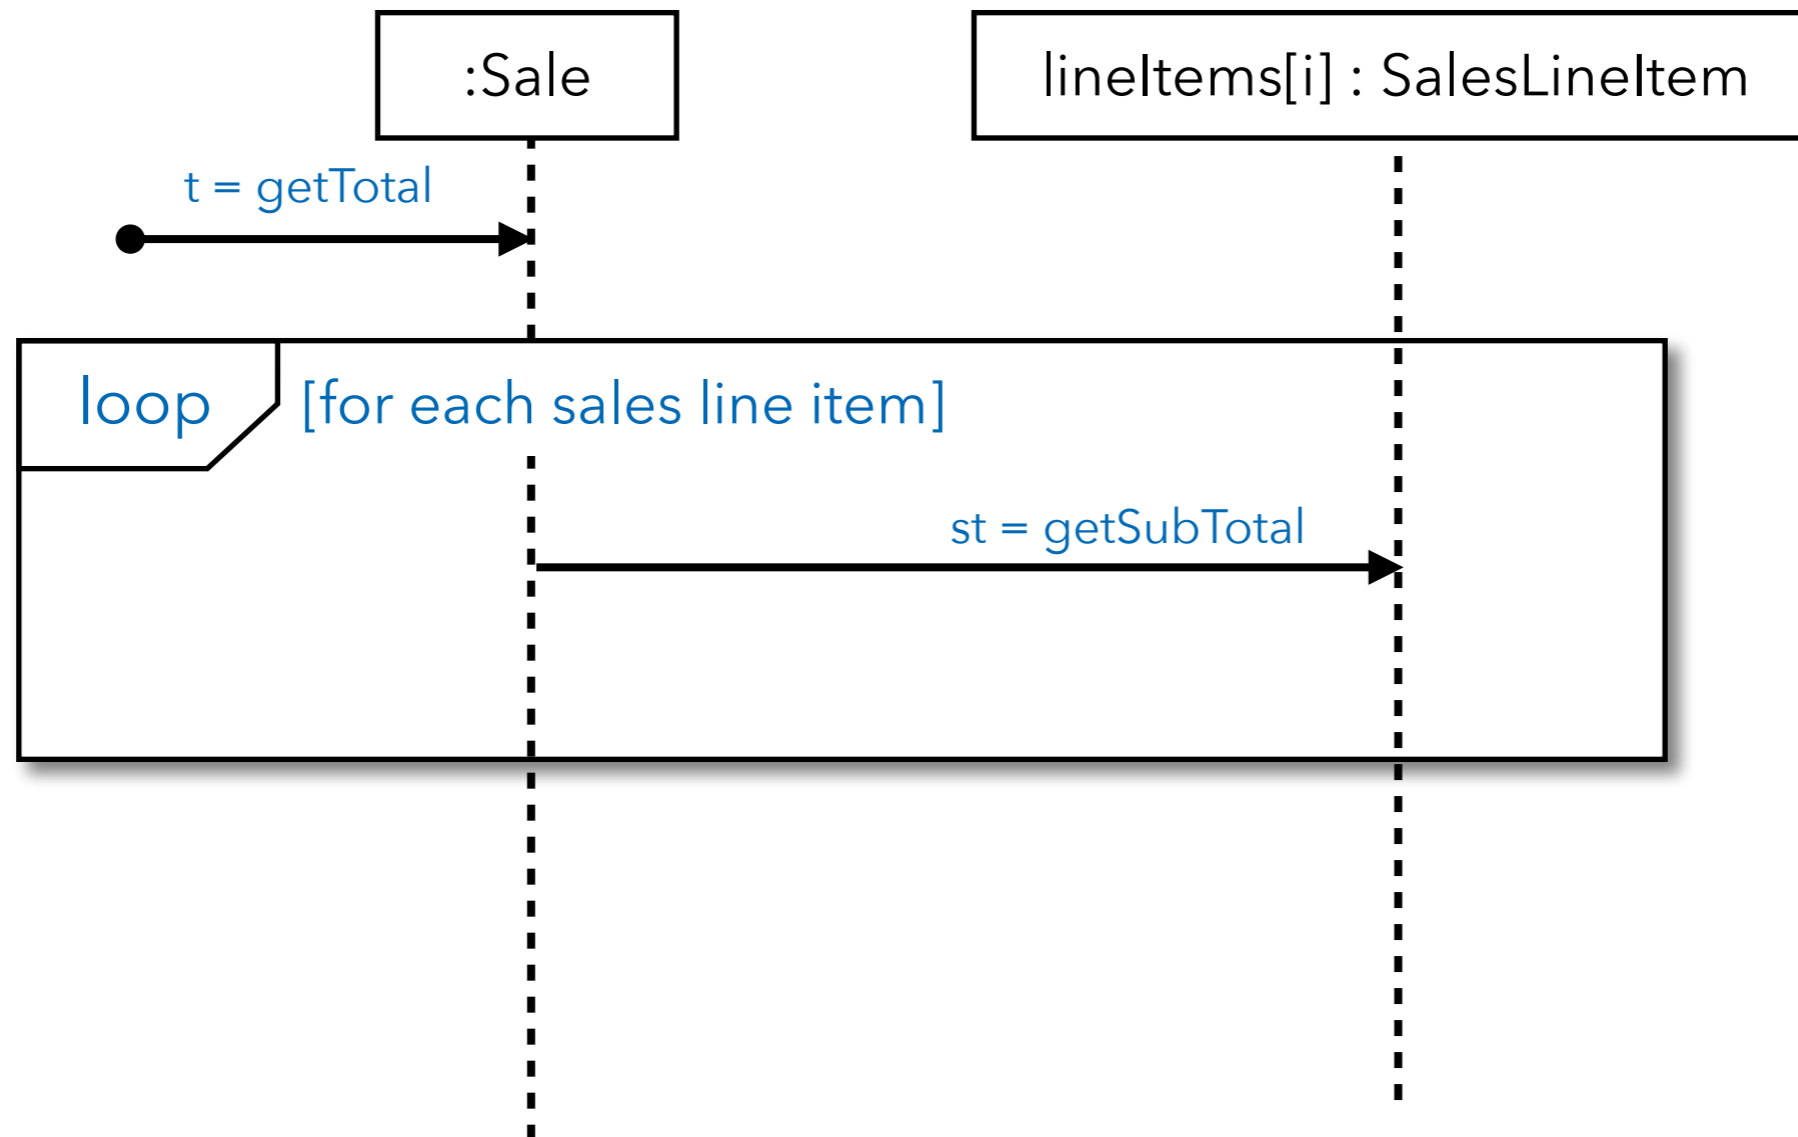 :Sale
lineItems[i] : SalesLineItem
t = getTotal
loop
[for each sales line item]
st = getSubTotal